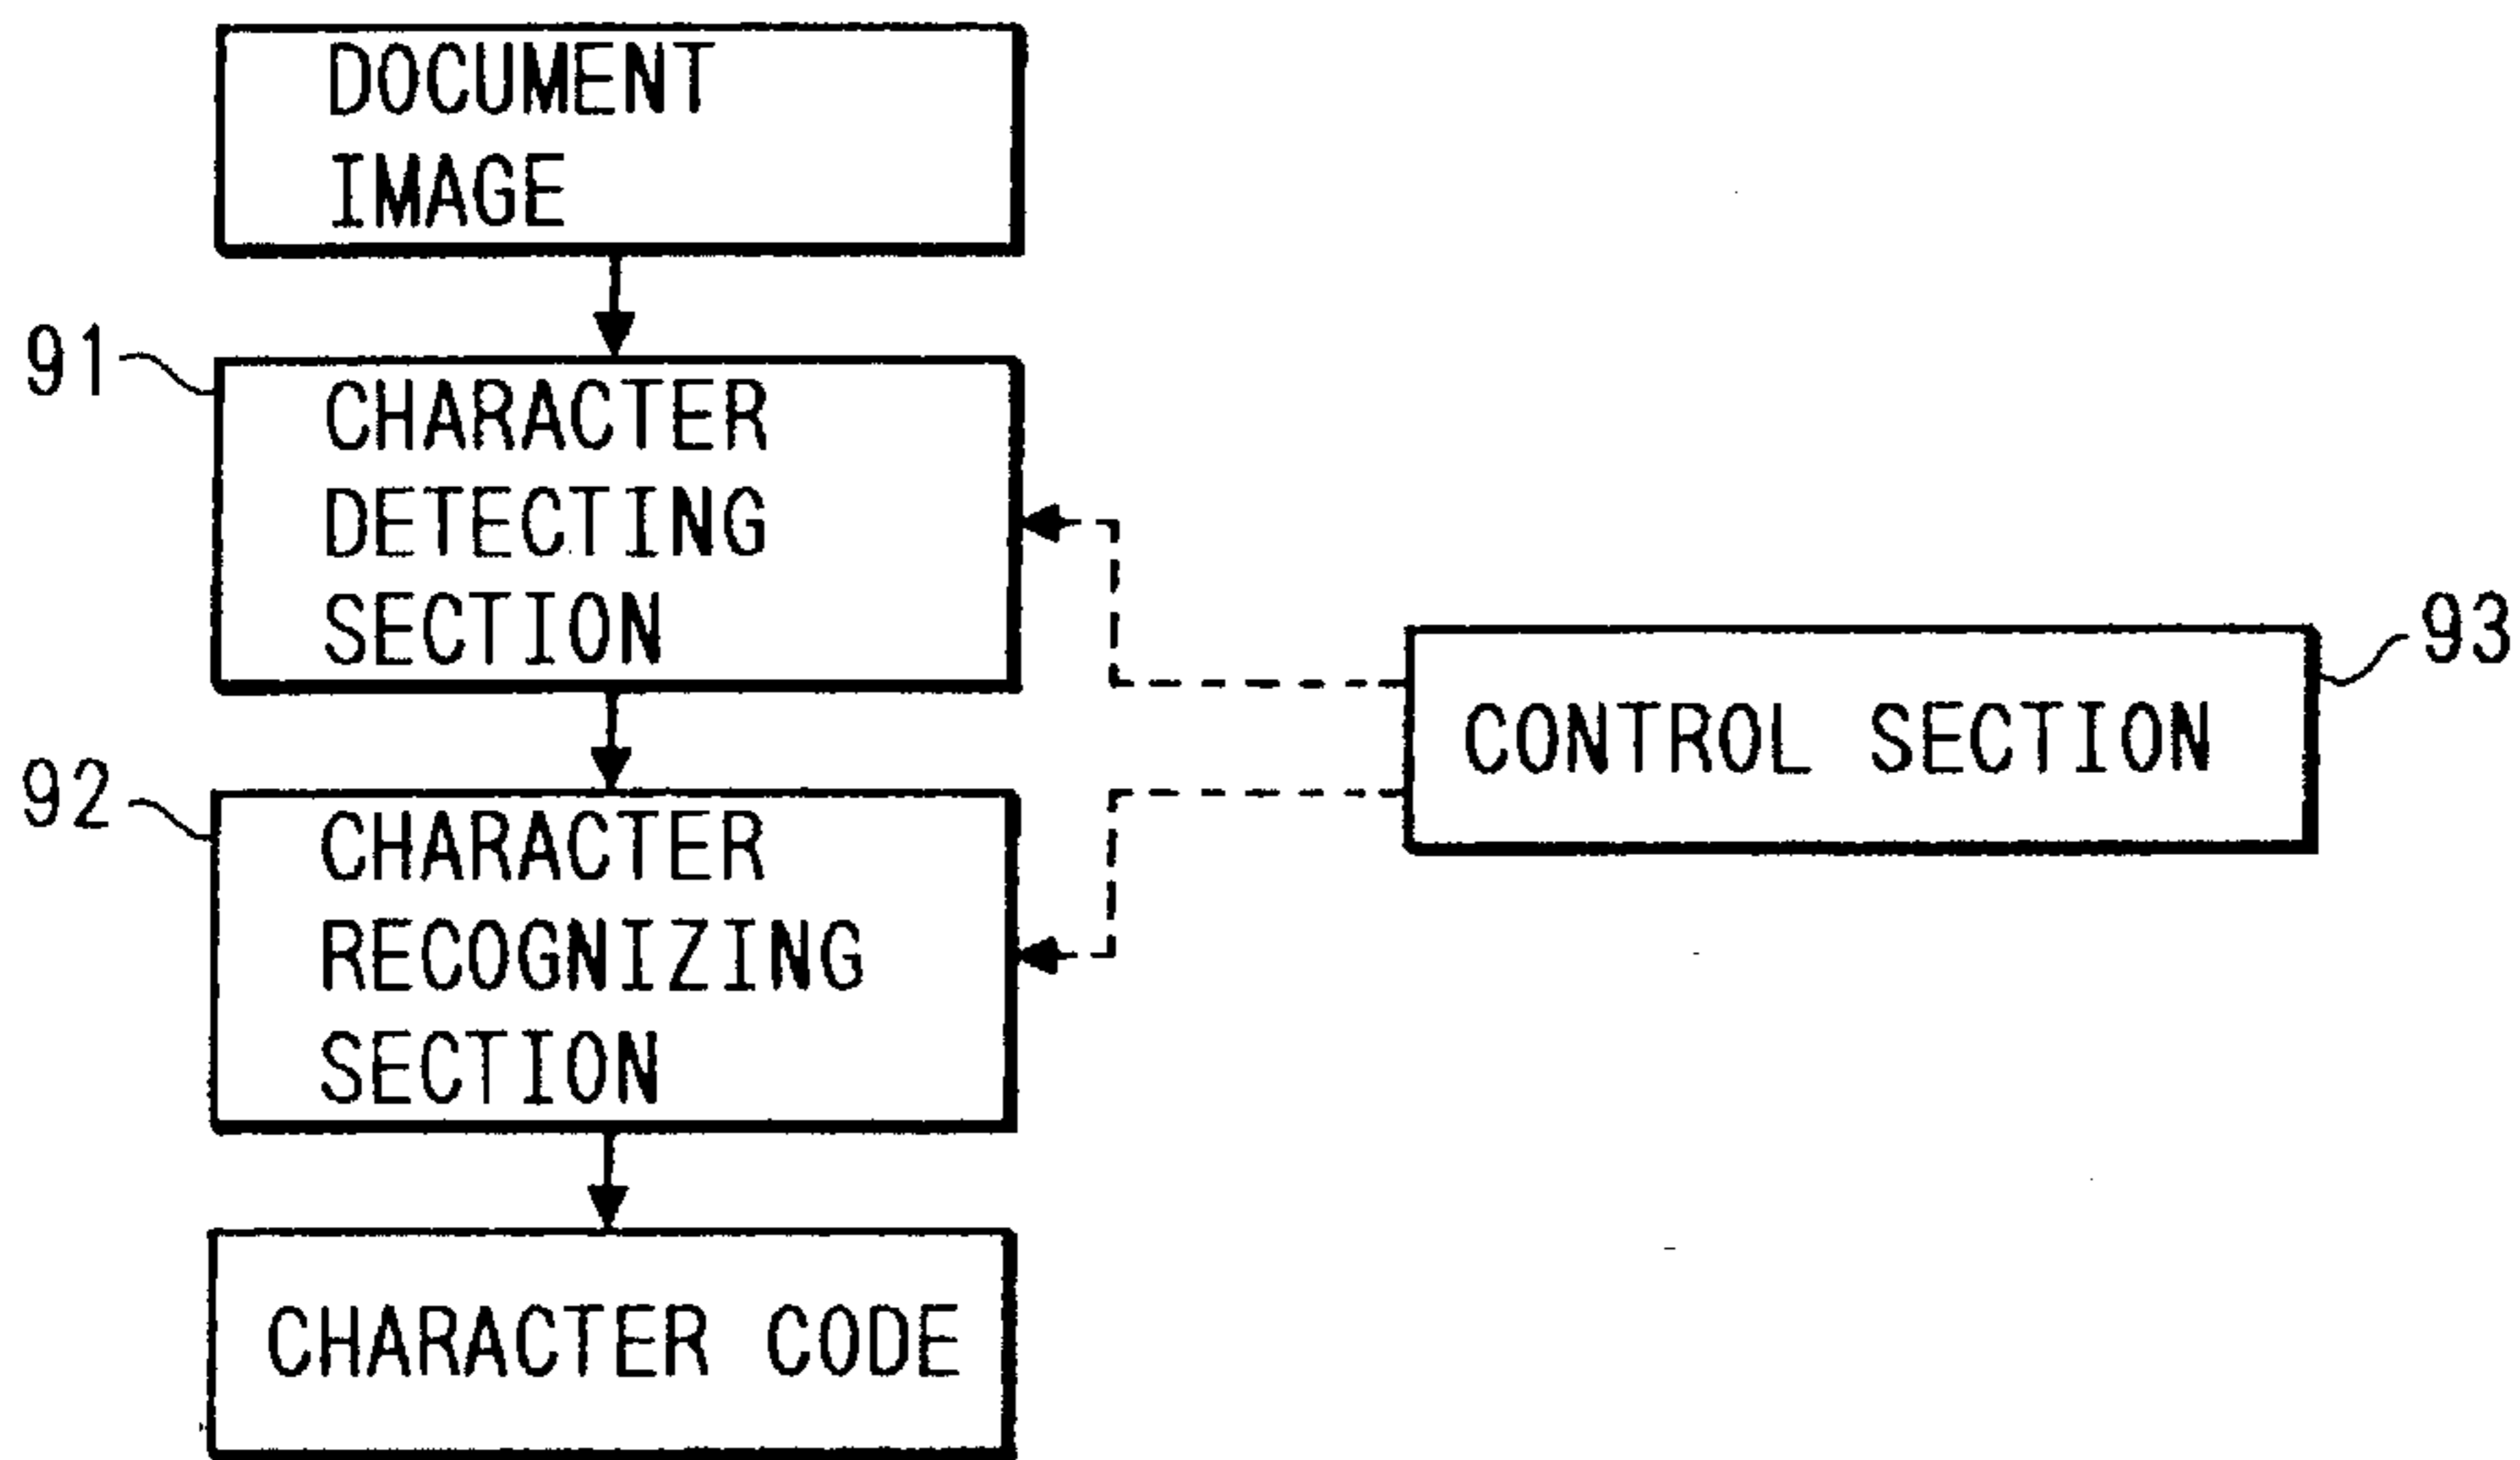 DOCUMENT
IMAGE
91
CHARACTER
DETECTING
SECTION
93
CONTROL SECTION
92
CHARACTER
RECOGNIZING
SECTION
CHARACTER CODE